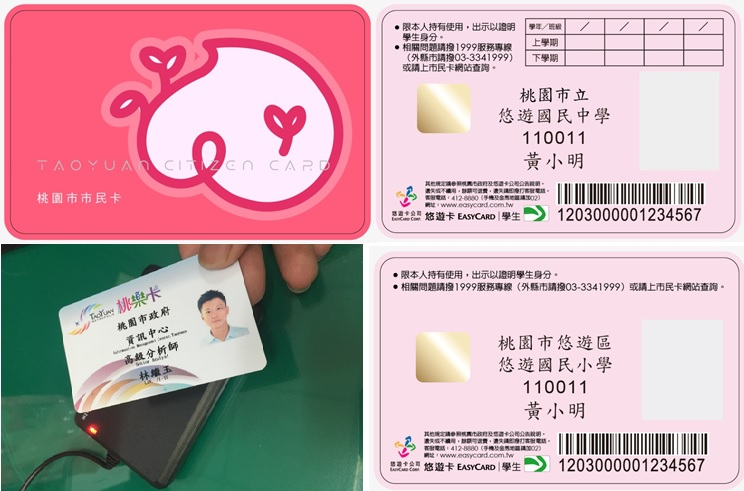 TAOYUAN CITIZEN CARD
桃園市市民卡
● 限本人持有使用，出示以證明
學生身分。
● 相關問題請撥1999服務專線
（外縣市請撥03-3341999）
或請上市民卡網站查詢。
學年／班級 ／ ／ ／ ／
上學期
下學期
桃園市立
悠遊國民中學
110011
黃小明
其他規定請參照桃園市政府及悠遊卡公司公告說明。
遺失或不續用，餘額可退費，遺失請即撥打客服電話。
客服電話：412-8880（手機及金馬地區請加02）
網址：www.easycard.com.tw
悠遊卡公司
EASYCARD CORP.
悠遊卡 EASYCARD 學生
1203000001234567
TAOYUAN
桃樂卡
桃園市政府
資訊中心
Information Management Center, Taoyuan
高級分析師
Senior Analyst
林繼玉
● 限本人持有使用，出示以證明學生身分。
● 相關問題請撥1999服務專線（外縣市請撥03-3341999）或請上市民卡網站查詢。
桃園市悠遊區
悠遊國民小學
110011
黃小明
其他規定請參照桃園市政府及悠遊卡公司公告說明。
遺失或不續用，餘額可退費，遺失請即撥打客服電話。
客服電話：412-8880（手機及金馬地區請加02）
網址：www.easycard.com.tw
悠遊卡公司
EASYCARD CORP.
悠遊卡 EASYCARD 學生
1203000001234567